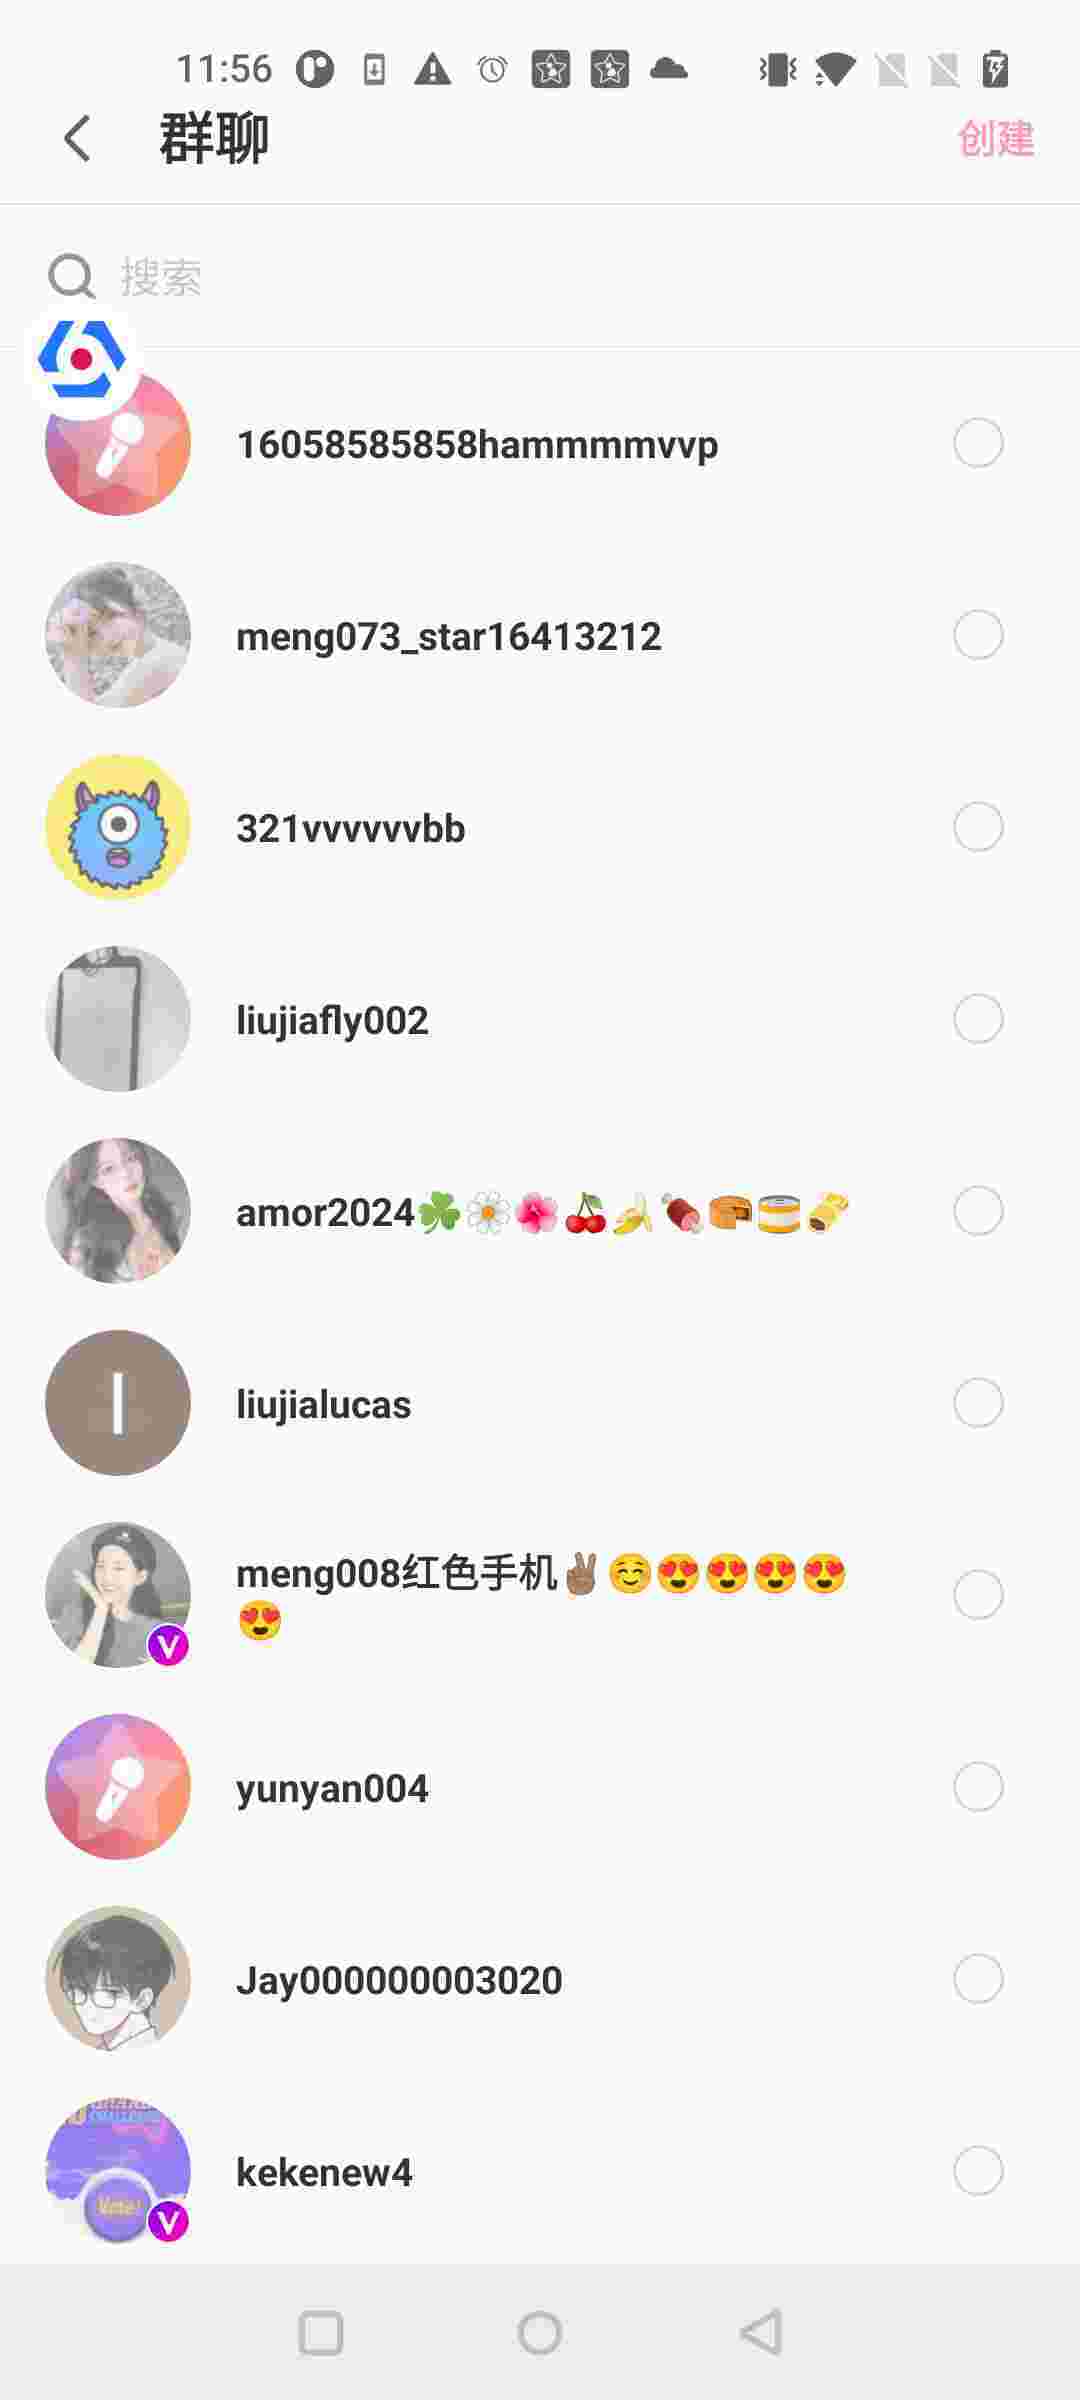 11:56
群聊
创建
搜索
16058585858hammmmvvp
meng073_star16413212
321vvvvvvbb
liujiafly002
amor2024☘️🌼🌺🍒🍌🍖🥮🥫🫔
l
liujialucas
meng008红色手机✌🏾☺️😍😍😍😍
😍
V
yunyan004
Jay000000003020
Vote!
V
kekenew4